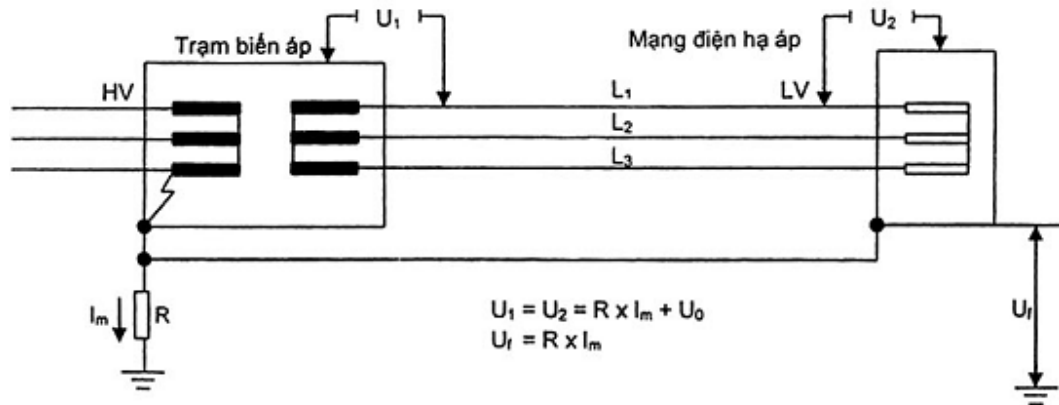 U₁
U₂
Trạm biến áp
Mạng điện hạ áp
HV
L₁
LV
L₂
L₃
Iₘ
R
U₁ = U₂ = R x Iₘ + U₀
U_f = R x Iₘ
U_f